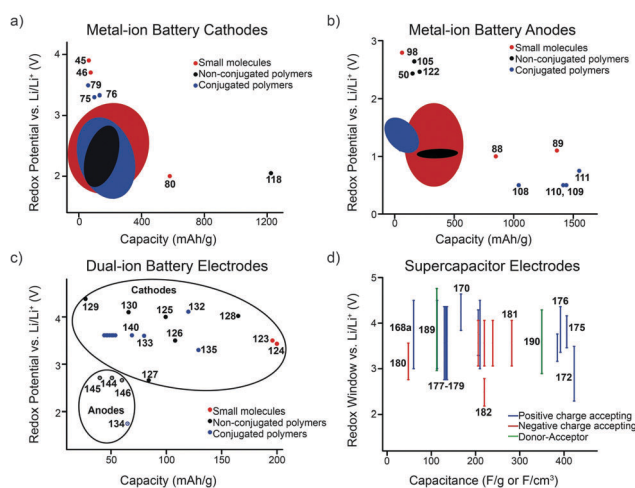 a) Metal-ion Battery Cathodes
Redox Potential vs. Li/Li⁺ (V)
4
3
2
45
46
79
75
76
80
118
Small molecules
Non-conjugated polymers
Conjugated polymers
0 400 800 1200
Capacity (mAh/g)
b) Metal-ion Battery Anodes
Redox Potential vs. Li/Li⁺ (V)
3
2
1
0
98
105
50
122
88
89
111
108
110, 109
Small molecules
Non-conjugated polymers
Conjugated polymers
0 500 1000 1500
Capacity (mAh/g)
c) Dual-ion Battery Electrodes
Redox Potential vs. Li/Li⁺ (V)
4
3
2
Cathodes
129
130
125
132
128
140
133
126
135
123
124
127
145
144
146
Anodes
134
Small molecules
Non-conjugated polymers
Conjugated polymers
50 100 150 200
Capacity (mAh/g)
d) Supercapacitor Electrodes
Redox Window vs. Li/Li⁺ (V)
5
4
3
2
1
170
168a
189
181
176
175
190
180
177-179
172
182
Positive charge accepting
Negative charge accepting
Donor-Acceptor
0 100 200 300 400
Capacitance (F/g or F/cm³)